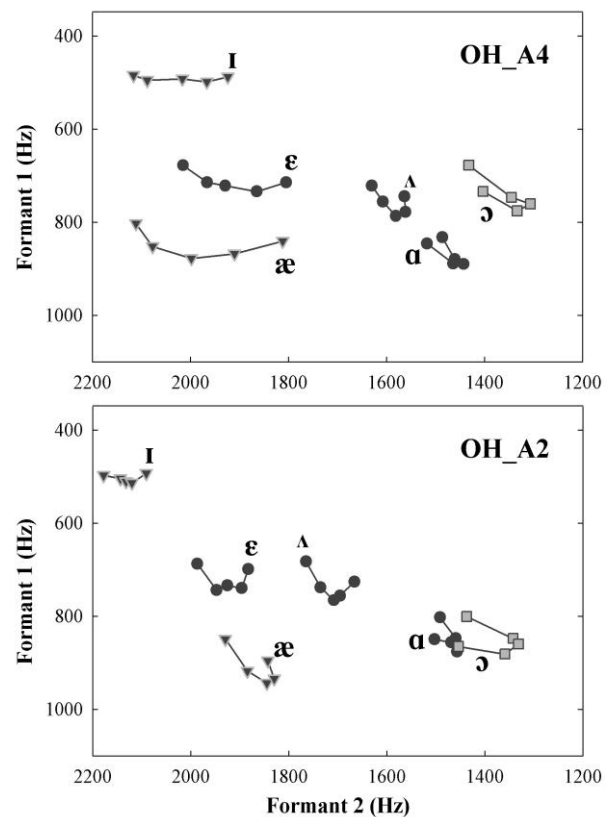 400
600
800
1000
Formant 1 (Hz)
OH_A4
ɪ
ɛ
æ
ʌ
ɑ
ɔ
2200 2000 1800 1600 1400 1200
400
600
800
1000
Formant 1 (Hz)
OH_A2
ɪ
ɛ
æ
ʌ
ɑ
ɔ
2200 2000 1800 1600 1400 1200
Formant 2 (Hz)